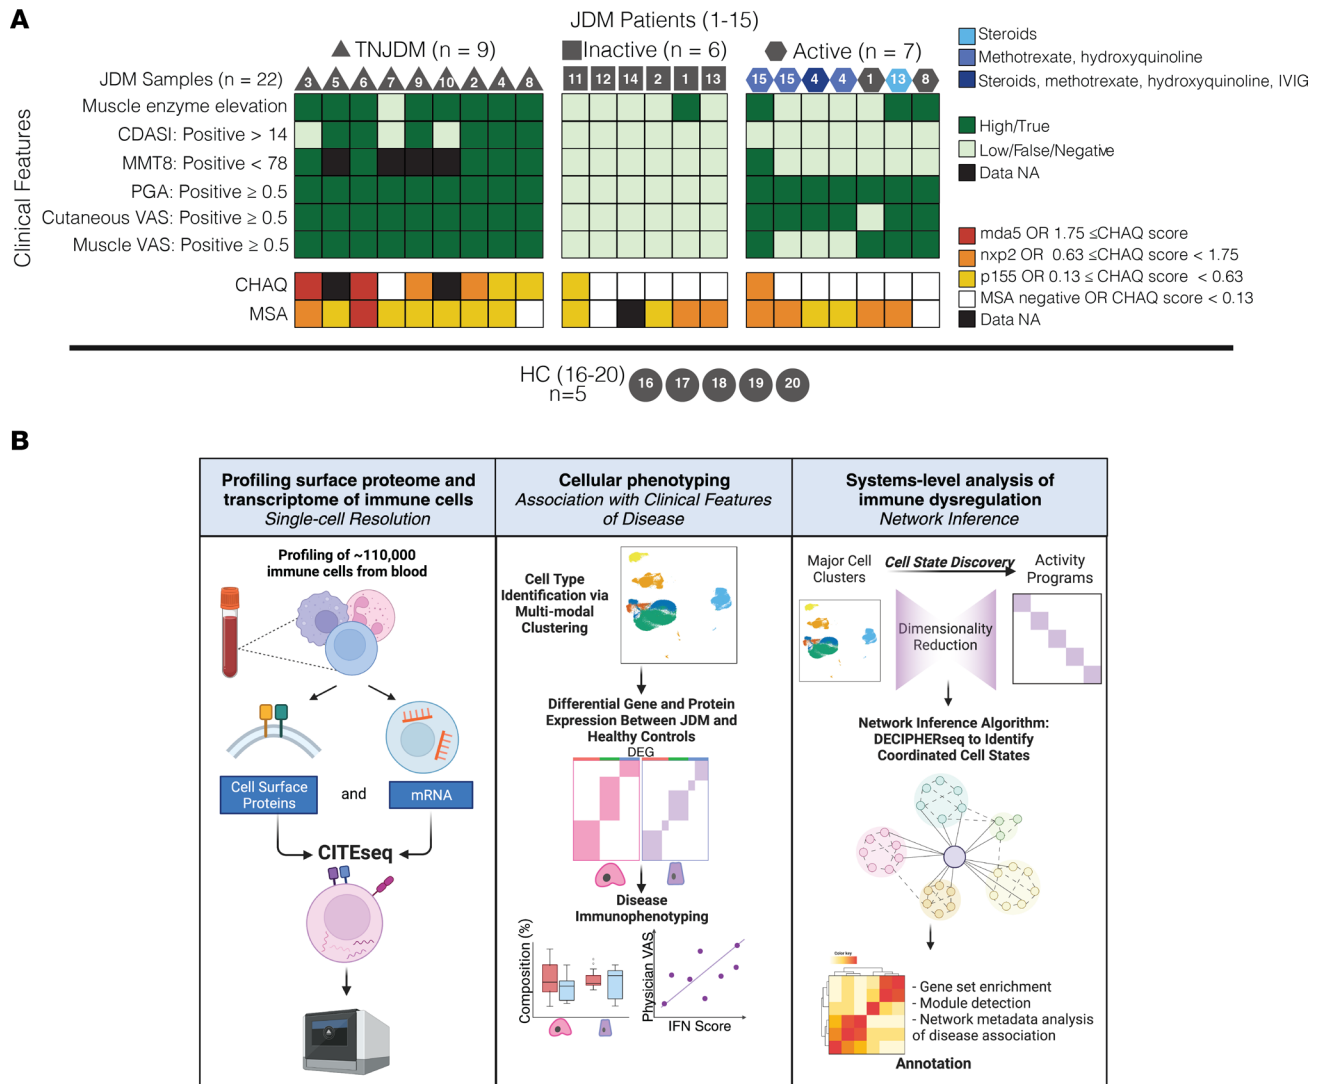 A
JDM Patients (1-15)
TNJDM (n = 9)
Inactive (n = 6)
Active (n = 7)
JDM Samples (n = 22)
3 5 6 7 9 10 2 4 8
11 12 14 2 1 13
15 15 4 4 1 13 8
Clinical Features
Muscle enzyme elevation
CDASI: Positive > 14
MMT8: Positive < 78
PGA: Positive ≥ 0.5
Cutaneous VAS: Positive ≥ 0.5
Muscle VAS: Positive ≥ 0.5
CHAQ
MSA
Steroids
Methotrexate, hydroxyquinoline
Steroids, methotrexate, hydroxyquinoline, IVIG
High/True
Low/False/Negative
Data NA
mda5 OR 1.75 ≤CHAQ score
nxp2 OR 0.63 ≤CHAQ score < 1.75
p155 OR 0.13 ≤ CHAQ score < 0.63
MSA negative OR CHAQ score < 0.13
Data NA
HC (16-20)
n=5
16 17 18 19 20
B
Profiling surface proteome and
transcriptome of immune cells
Single-cell Resolution
Profiling of ~110,000
immune cells from blood
Cell Surface
Proteins
and
mRNA
CITEseq
Cellular phenotyping
Association with Clinical Features
of Disease
Cell Type
Identification via
Multi-modal
Clustering
Differential Gene and Protein
Expression Between JDM and
Healthy Controls
DEG
Disease
Immunophenotyping
Composition (%)
Physician VAS
IFN Score
Systems-level analysis of
immune dysregulation
Network Inference
Major Cell
Clusters
Cell State Discovery
Activity
Programs
Dimensionality
Reduction
Network Inference Algorithm:
DECIPHERseq to Identify
Coordinated Cell States
Color key
- Gene set enrichment
- Module detection
- Network metadata analysis
of disease association
Annotation